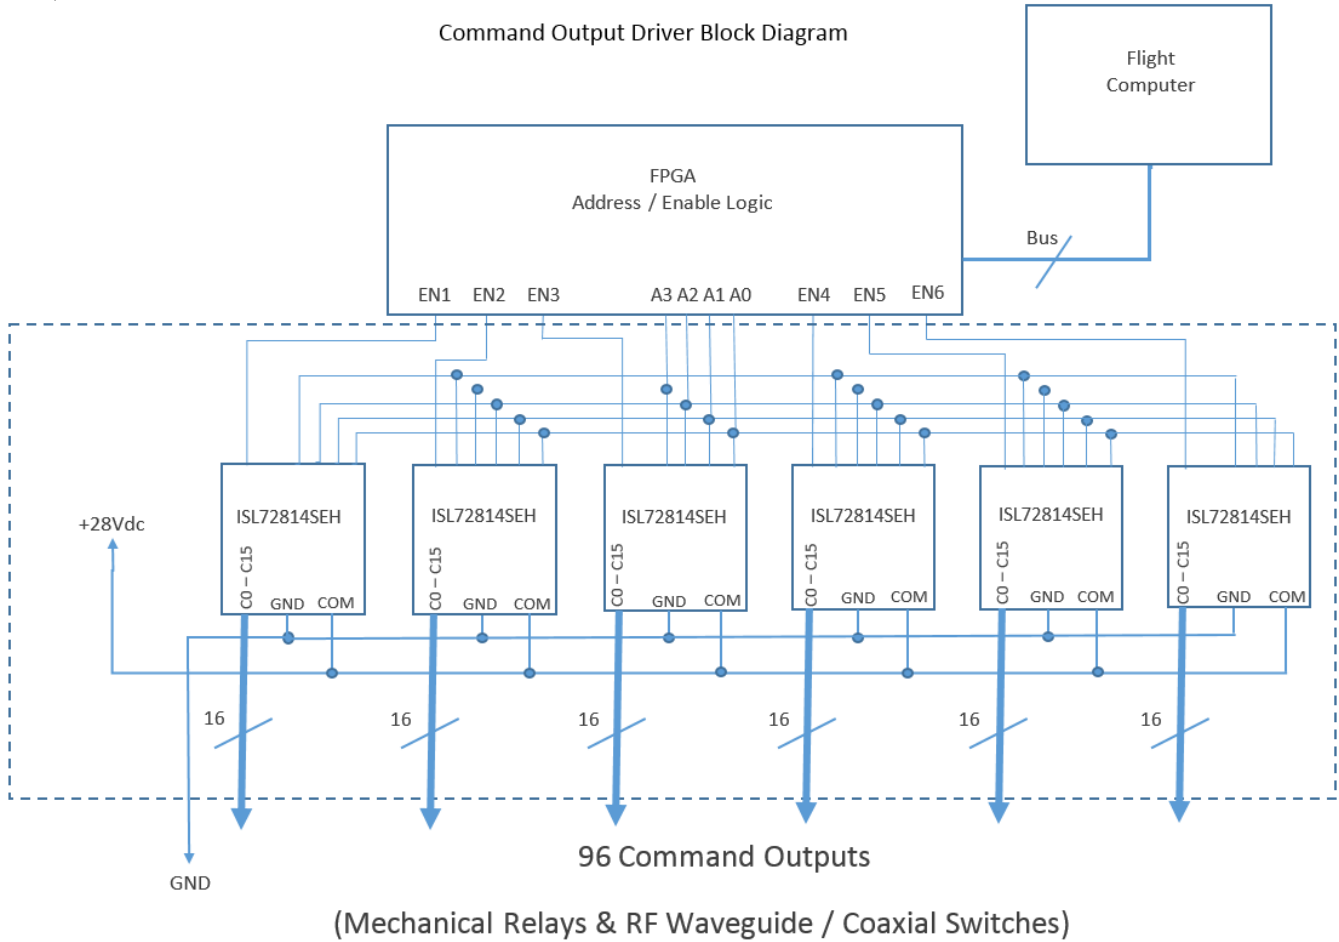 Command Output Driver Block Diagram
Flight
Computer
FPGA
Address / Enable Logic
Bus
EN1 EN2 EN3 A3 A2 A1 A0 EN4 EN5 EN6
+28Vdc
ISL72814SEH
C0 – C15
GND COM
ISL72814SEH
C0 – C15
GND COM
ISL72814SEH
C0 – C15
GND COM
ISL72814SEH
C0 – C15
GND COM
ISL72814SEH
C0 – C15
GND COM
ISL72814SEH
C0 – C15
GND COM
16 16 16 16 16 16
GND
96 Command Outputs
(Mechanical Relays & RF Waveguide / Coaxial Switches)